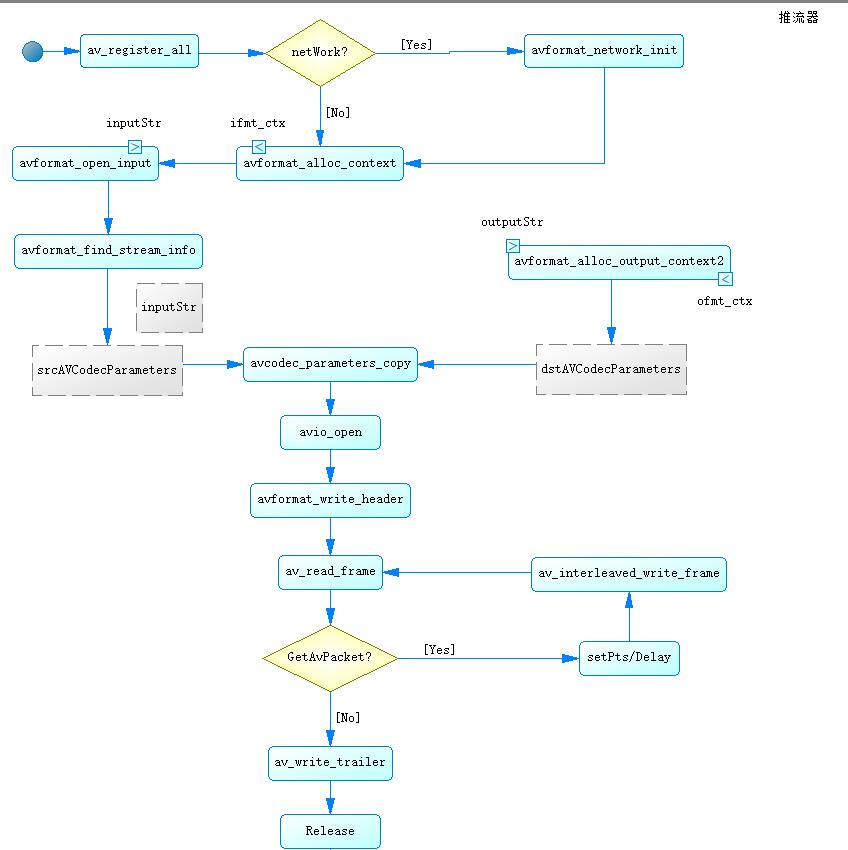 推流器
av_register_all
netWork?
[Yes]
avformat_network_init
[No]
inputStr
ifmt_ctx
avformat_open_input
avformat_alloc_context
outputStr
avformat_find_stream_info
avformat_alloc_output_context2
ofmt_ctx
inputStr
srcAVCodecParameters
avcodec_parameters_copy
dstAVCodecParameters
avio_open
avformat_write_header
av_read_frame
av_interleaved_write_frame
GetAvPacket?
[Yes]
setPts/Delay
[No]
av_write_trailer
Release